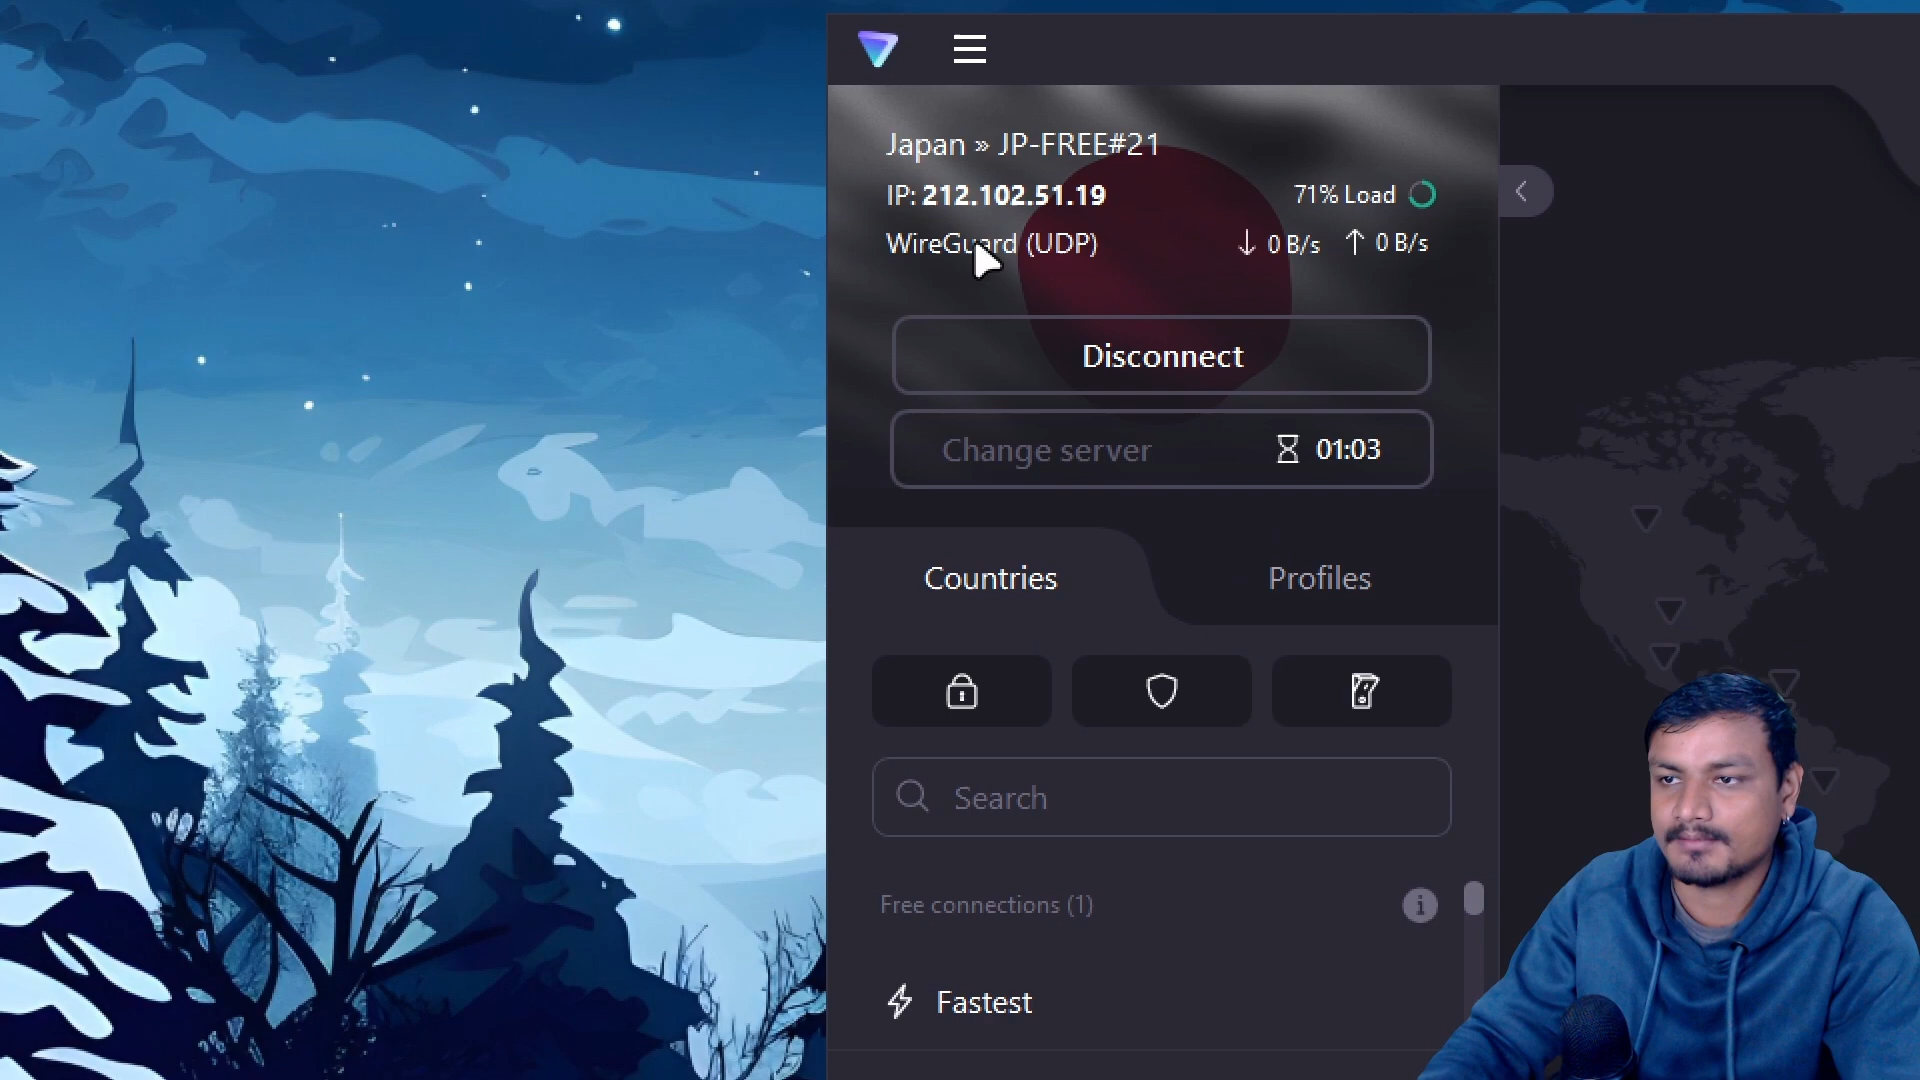 Japan » JP-FREE#21
IP: 212.102.51.19
71% Load
WireGuard (UDP)
0 B/s
0 B/s
Disconnect
Change server
01:03
Countries
Profiles
Search
Free connections (1)
Fastest